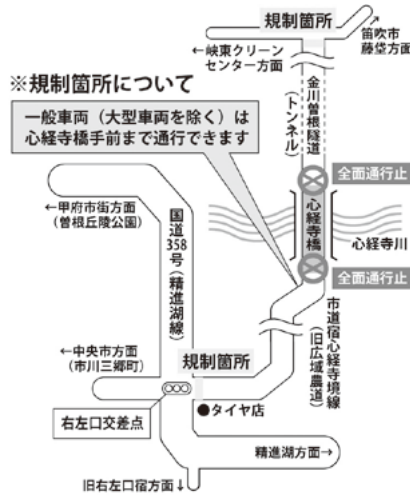 規制箇所
笛吹市
藤垈方面
←峡東クリーン
センター方面
※規制箇所について
一般車両（大型車両を除く）は
心経寺橋手前まで通行できます
金川曽根隧道
（トンネル）
全面通行止
←甲府市街方面
（曽根丘陵公園）
国道358号（精進湖線）
心経寺橋
心経寺川
全面通行止
市道宿心経寺境線
（旧広域農道）
←中央市方面
（市川三郷町）
規制箇所
右左口交差点
●タイヤ店
精進湖方面→
旧右左口宿方面↓